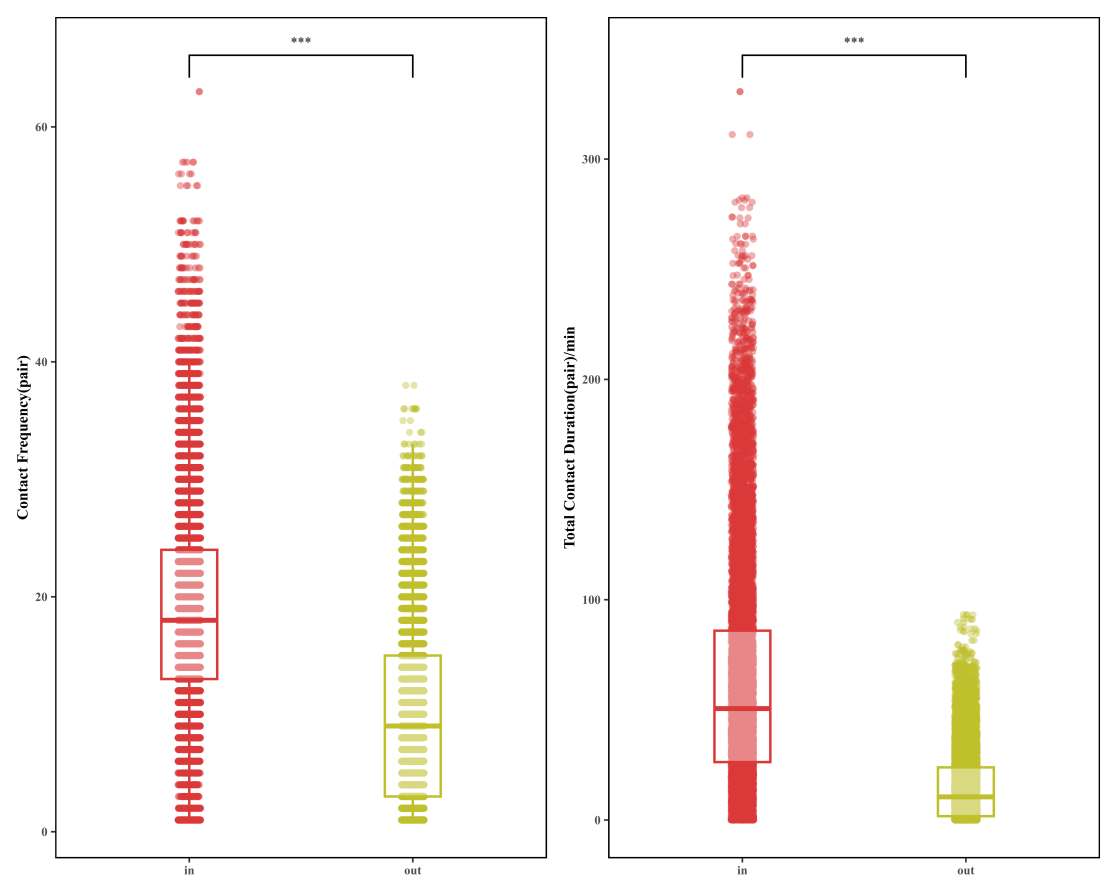 ***
60
40
20
0
Contact Frequency(pair)
in
out
***
300
200
100
0
Total Contact Duration(pair)/min
in
out